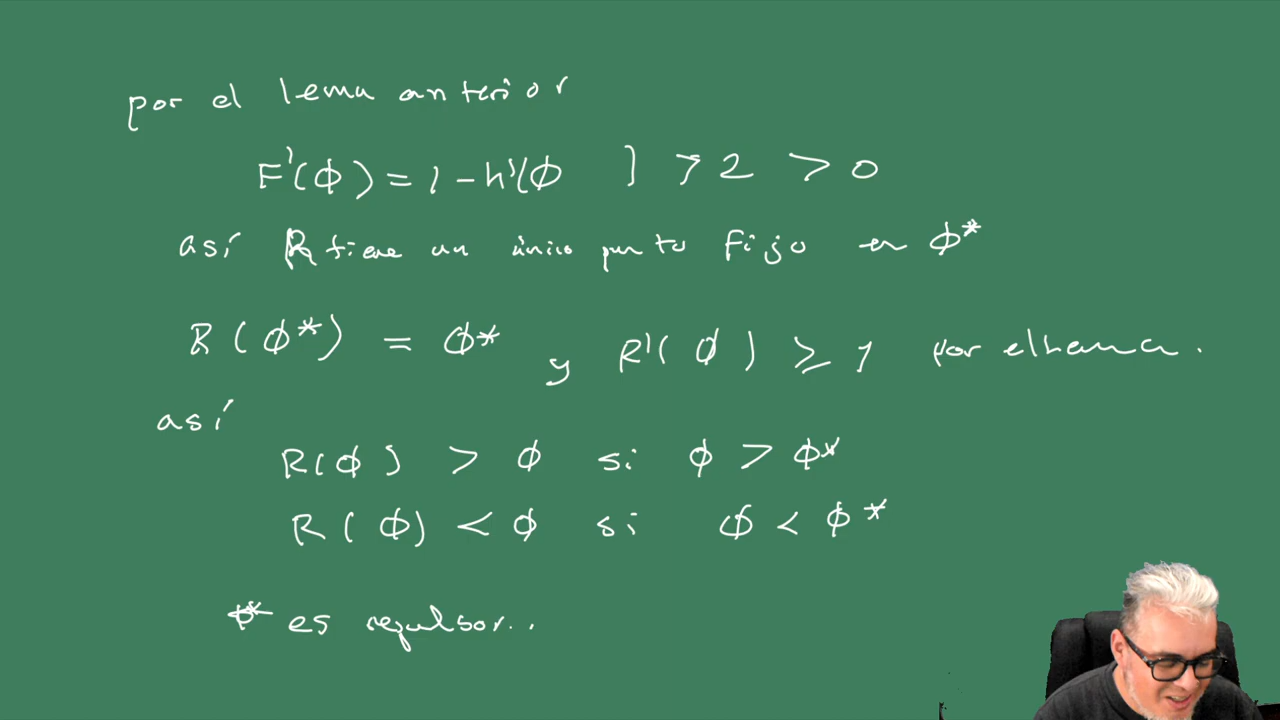 por el lema anterior
F'(ϕ) = 1 - h'(ϕ ) > 2 > 0
así R tiene un único punto fijo en ϕ*
R(ϕ*) = ϕ* y R'(ϕ) ≥ 1 por el lema.
así
R(ϕ) > ϕ si ϕ > ϕ*
R(ϕ) < ϕ si ϕ < ϕ*
ϕ* es repulsor..